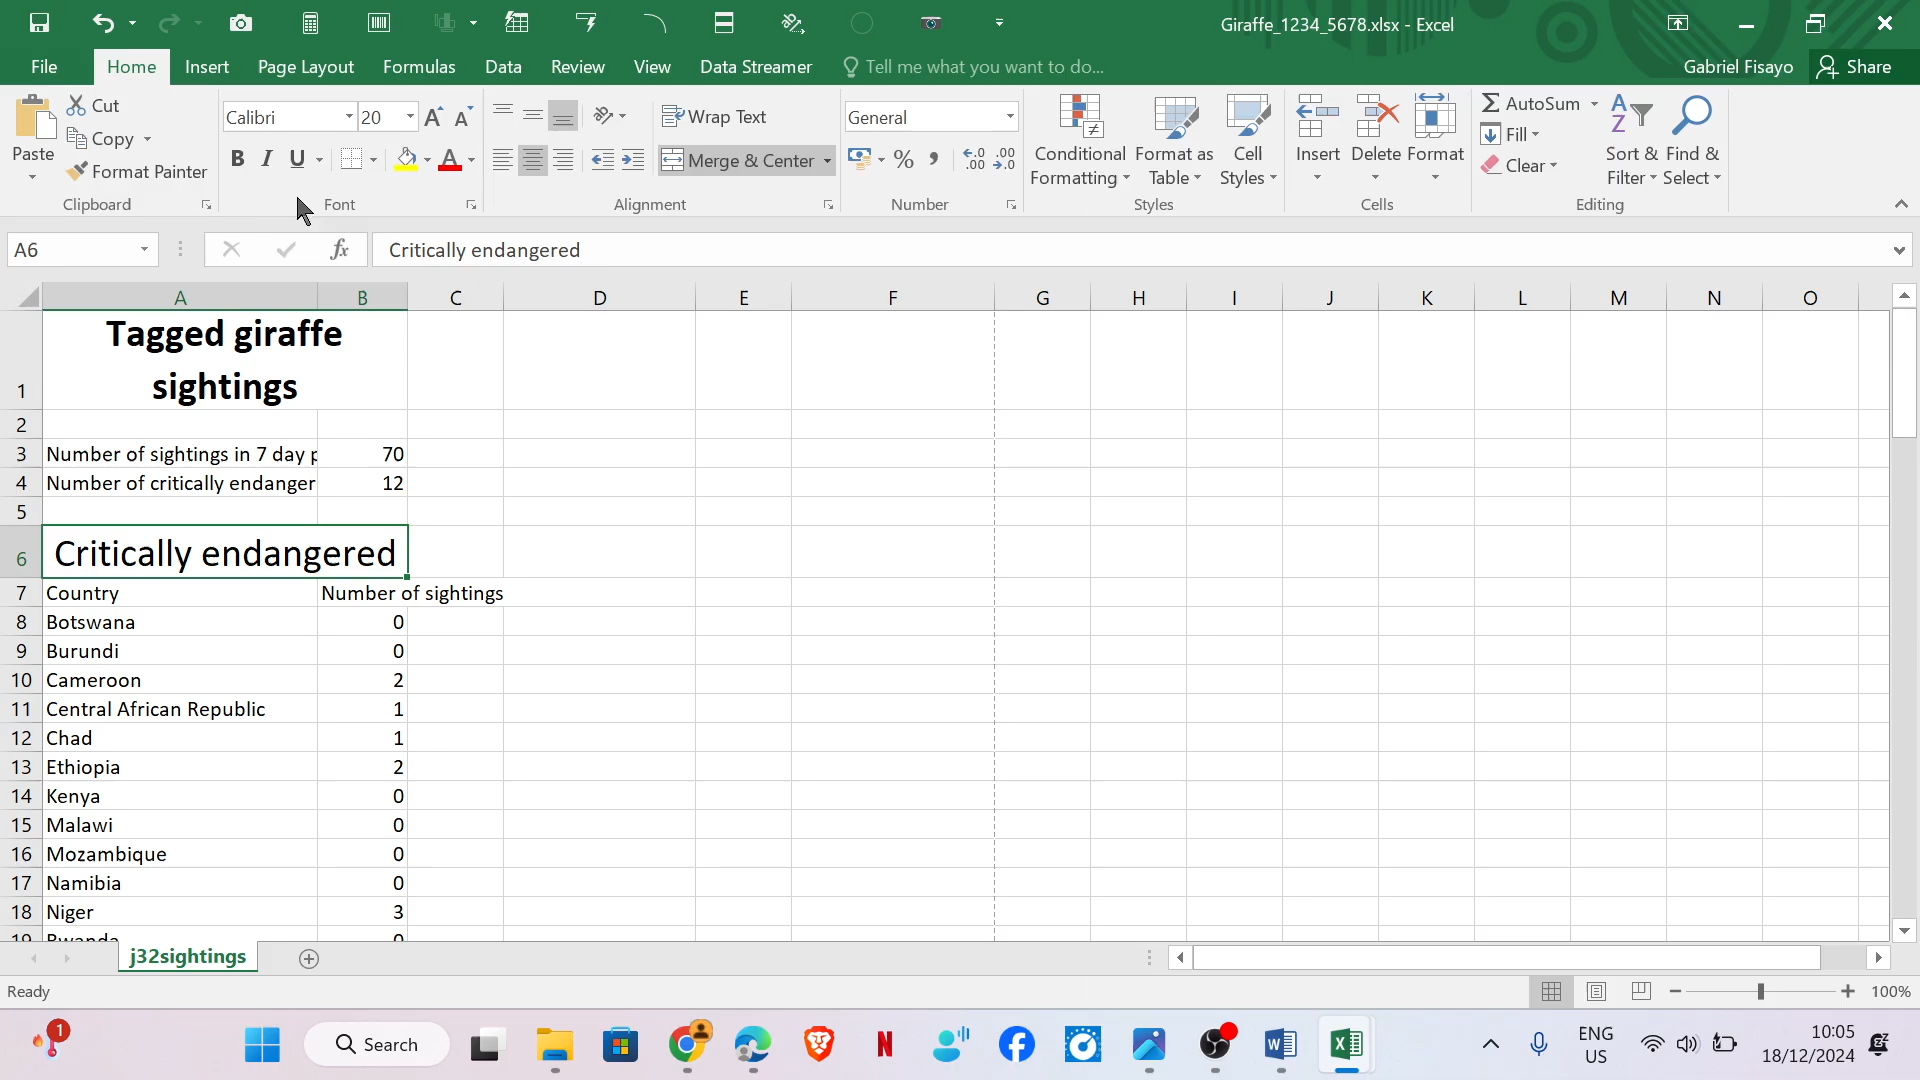 Giraffe_1234_5678.xlsx - Excel
File Home Insert Page Layout Formulas Data Review View Data Streamer Tell me what you want to do... Gabriel Fisayo Share
Paste Cut Copy Format Painter Clipboard
Calibri 20 A A B I U A Font
Wrap Text Merge & Center Alignment
General % , .00 .00 Number
Conditional Formatting Format as Table Cell Styles Styles
Insert Delete Format Cells
AutoSum Fill Clear Sort & Filter Find & Select Editing
A6 fx Critically endangered
A B C D E F G H I J K L M N O
1 Tagged giraffe
sightings
2
3 Number of sightings in 7 day p 70
4 Number of critically endanger 12
5
6 Critically endangered
7 Country Number of sightings
8 Botswana 0
9 Burundi 0
10 Cameroon 2
11 Central African Republic 1
12 Chad 1
13 Ethiopia 2
14 Kenya 0
15 Malawi 0
16 Mozambique 0
17 Namibia 0
18 Niger 3
19 Rwanda 0
j32sightings
Ready 100%
1 Search ENG US 10:05 18/12/2024